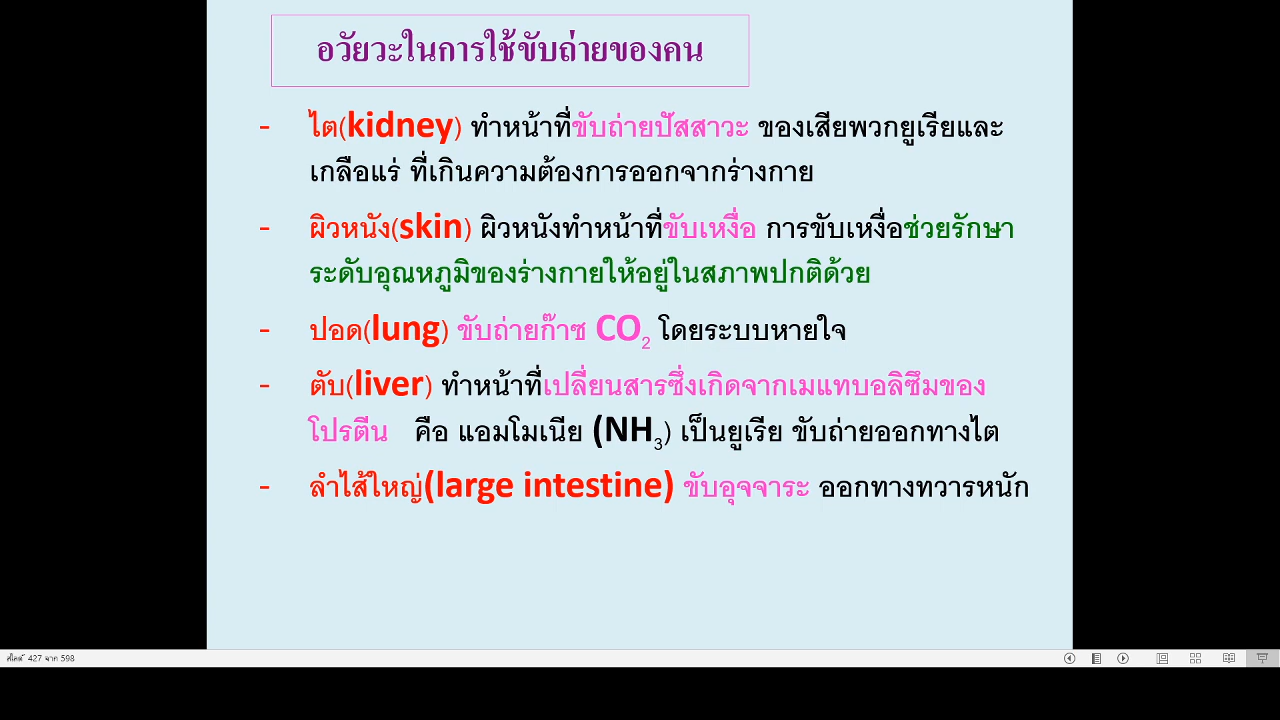 อวัยวะในการใช้ขับถ่ายของคน
- ไต(kidney) ทำหน้าที่ขับถ่ายปัสสาวะ ของเสียพวกยูเรียและ
เกลือแร่ ที่เกินความต้องการออกจากร่างกาย
- ผิวหนัง(skin) ผิวหนังทำหน้าที่ขับเหงื่อ การขับเหงื่อช่วยรักษา
ระดับอุณหภูมิของร่างกายให้อยู่ในสภาพปกติด้วย
- ปอด(lung) ขับถ่ายก๊าซ CO2 โดยระบบหายใจ
- ตับ(liver) ทำหน้าที่เปลี่ยนสารซึ่งเกิดจากเมแทบอลิซึมของ
โปรตีน คือ แอมโมเนีย (NH3) เป็นยูเรีย ขับถ่ายออกทางไต
- ลำไส้ใหญ่(large intestine) ขับอุจจาระ ออกทางทวารหนัก
สไลด์ 427 จาก 598